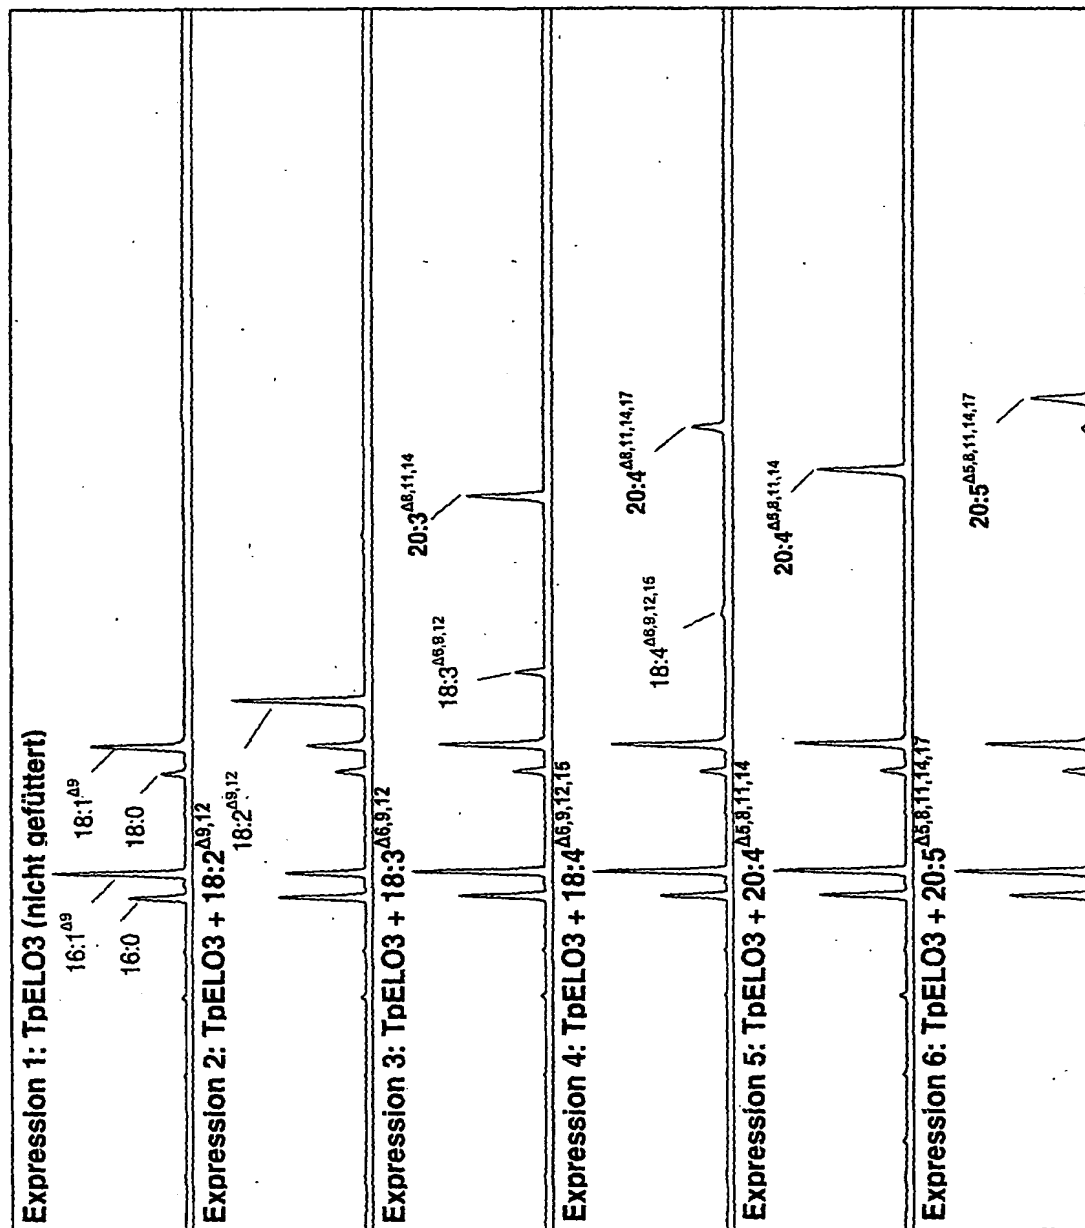 Expression 1: TpELO3 (nicht gefüttert)
16:1Δ9
16:0
18:1Δ9
18:0
Expression 2: TpELO3 + 18:2Δ9,12
18:2Δ9,12
Expression 3: TpELO3 + 18:3Δ6,9,12
18:3Δ6,9,12
20:3Δ8,11,14
Expression 4: TpELO3 + 18:4Δ6,9,12,15
18:4Δ6,9,12,15
20:4Δ8,11,14,17
Expression 5: TpELO3 + 20:4Δ5,8,11,14
20:4Δ5,8,11,14
Expression 6: TpELO3 + 20:5Δ5,8,11,14,17
20:5Δ5,8,11,14,17